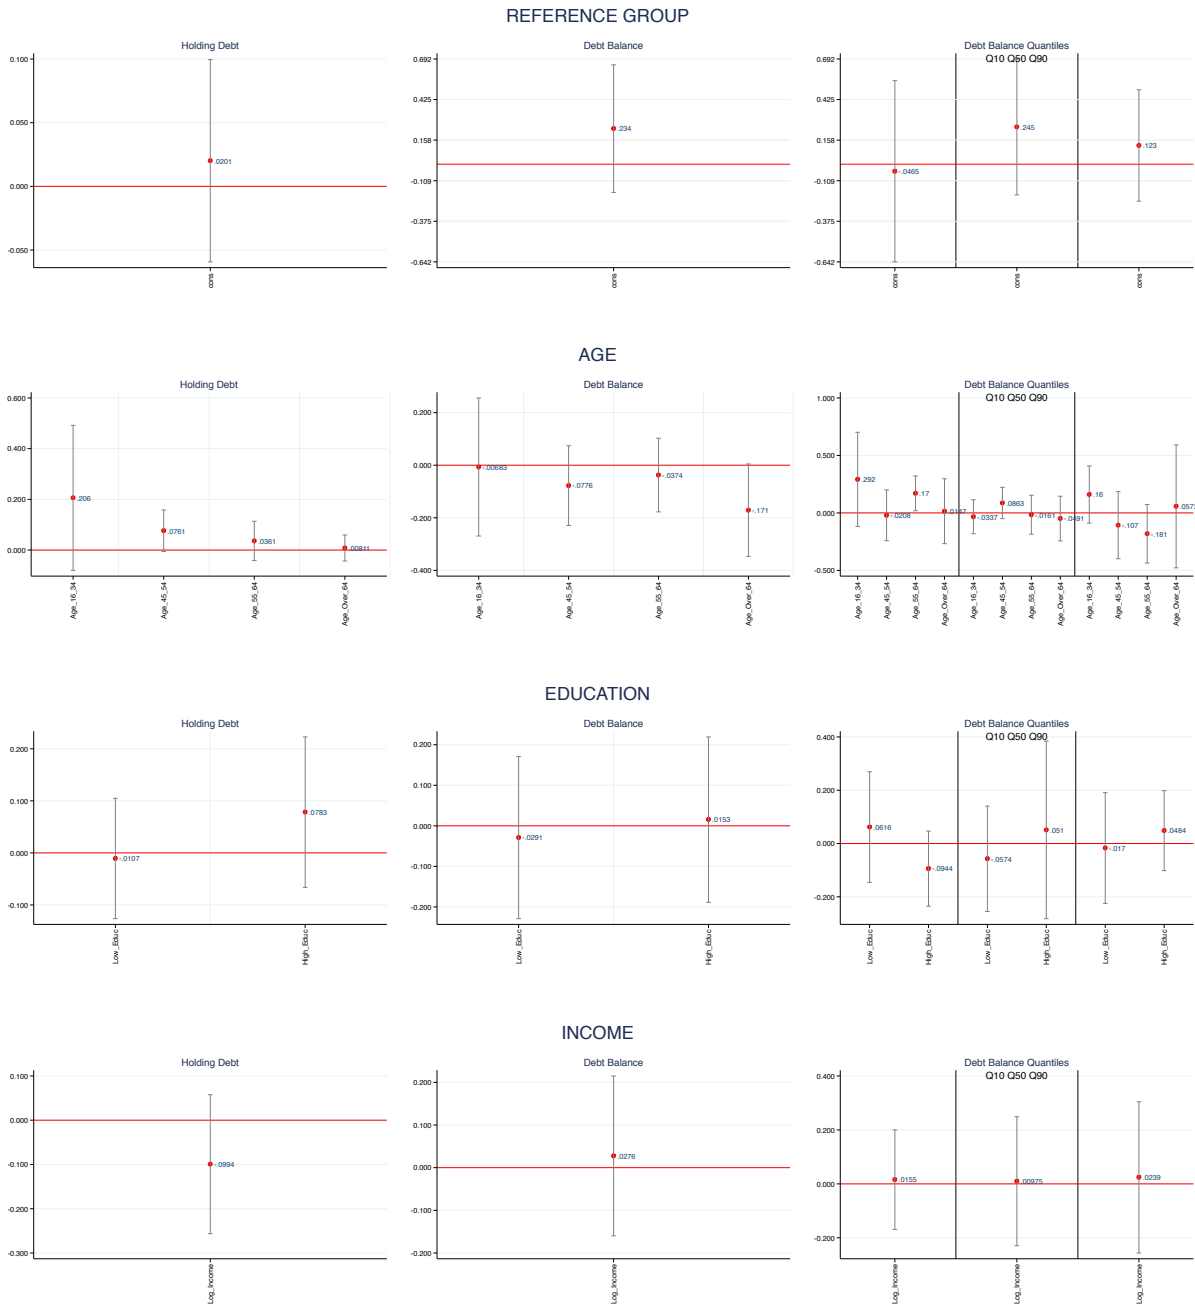 REFERENCE GROUP
Holding Debt
0.100
0.050
0.000
-0.050
.0201
cons
Debt Balance
0.692
0.425
0.158
-0.109
-0.375
-0.642
.234
cons
Debt Balance Quantiles
Q10 Q50 Q90
0.692
0.425
0.158
-0.109
-0.375
-0.642
-.0465
.245
.123
cons
cons
cons
AGE
Holding Debt
0.600
0.400
0.200
0.000
.206
.0761
.0361
.00811
Age_16_34
Age_45_54
Age_55_64
Age_Over_64
Debt Balance
0.200
0.000
-0.200
-0.400
-.00683
-.0776
-.0374
-.171
Age_16_34
Age_45_54
Age_55_64
Age_Over_64
Debt Balance Quantiles
Q10 Q50 Q90
1.000
0.500
0.000
-0.500
.292
-.0208
.17
.0147
-.0337
.0863
-.0161
-.0491
.16
-.107
-.181
Age_16_34
Age_45_54
Age_55_64
Age_Over_64
Age_16_34
Age_45_54
Age_55_64
Age_Over_64
Age_16_34
Age_45_54
Age_55_64
Age_Over_64
EDUCATION
Holding Debt
0.200
0.100
0.000
-0.100
-.0107
.0783
Low_Educ
High_Educ
Debt Balance
0.200
0.100
0.000
-0.100
-0.200
-.0291
.0153
Low_Educ
High_Educ
Debt Balance Quantiles
Q10 Q50 Q90
0.400
0.200
0.000
-0.200
.0616
-.0944
-.0574
.051
-.017
.0484
Low_Educ
High_Educ
Low_Educ
High_Educ
Low_Educ
High_Educ
INCOME
Holding Debt
0.100
0.000
-0.100
-0.200
-0.300
-.0994
Log_Income
Debt Balance
0.200
0.100
0.000
-0.100
-0.200
.0276
Log_Income
Debt Balance Quantiles
Q10 Q50 Q90
0.400
0.200
0.000
-0.200
.0155
.00975
.0239
Log_Income
Log_Income
Log_Income